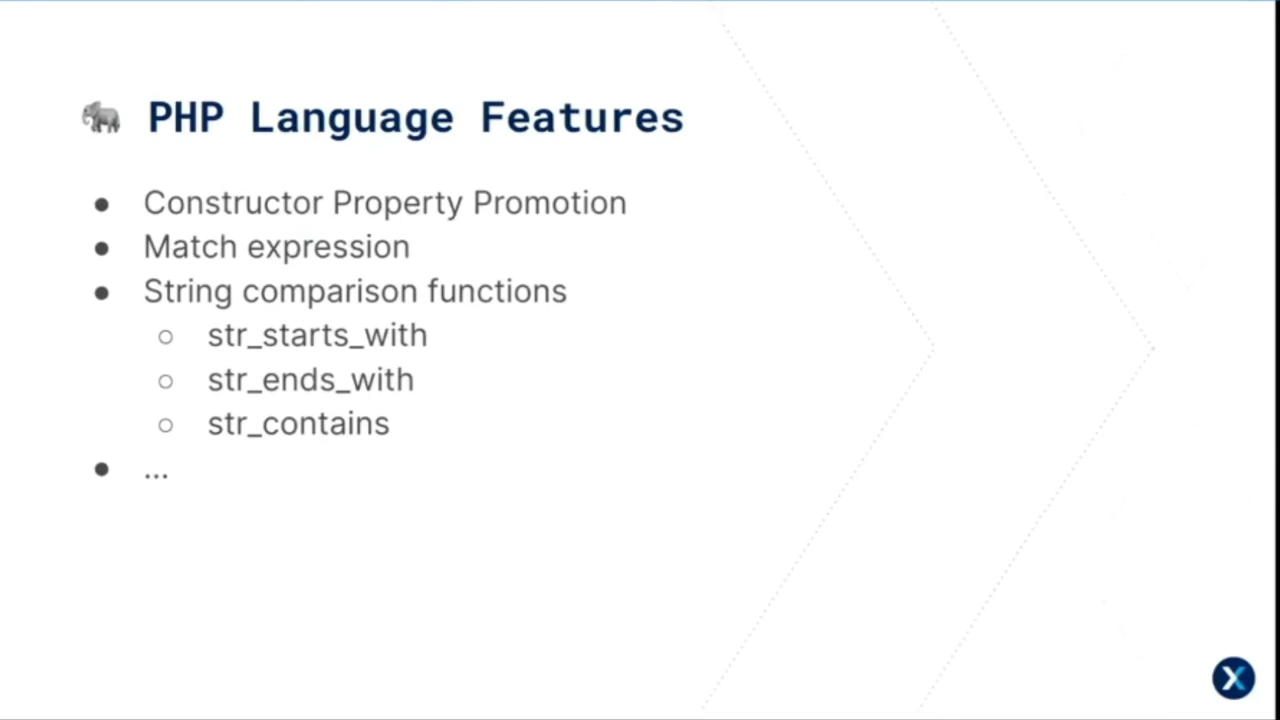 PHP Language Features
Constructor Property Promotion
Match expression
String comparison functions
str_starts_with
str_ends_with
str_contains
...
X